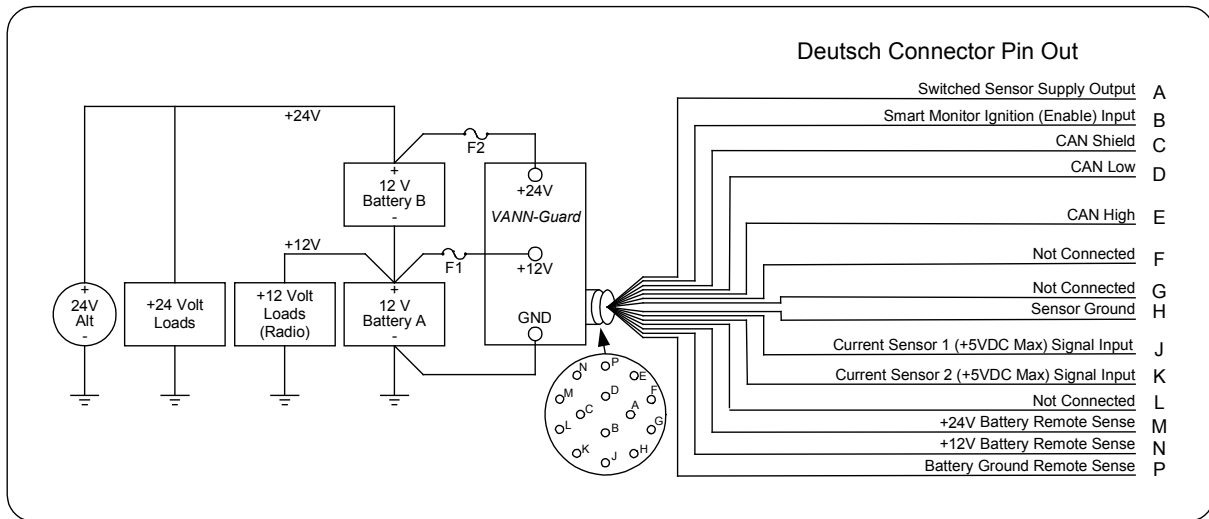 Deutsch Connector Pin Out
Switched Sensor Supply Output A
Smart Monitor Ignition (Enable) Input B
CAN Shield C
CAN Low D
CAN High E
Not Connected F
Not Connected G
Sensor Ground H
Current Sensor 1 (+5VDC Max) Signal Input J
Current Sensor 2 (+5VDC Max) Signal Input K
Not Connected L
+24V Battery Remote Sense M
+12V Battery Remote Sense N
Battery Ground Remote Sense P
+24V
F2
+
12 V
Battery B
-
+24V
VANN-Guard
+12V
F1
+12V
+
24V
Alt
-
+24 Volt
Loads
+12 Volt
Loads
(Radio)
+
12 V
Battery A
-
GND
N
P
E
M
D
F
C
A
L
B
G
K
J
H